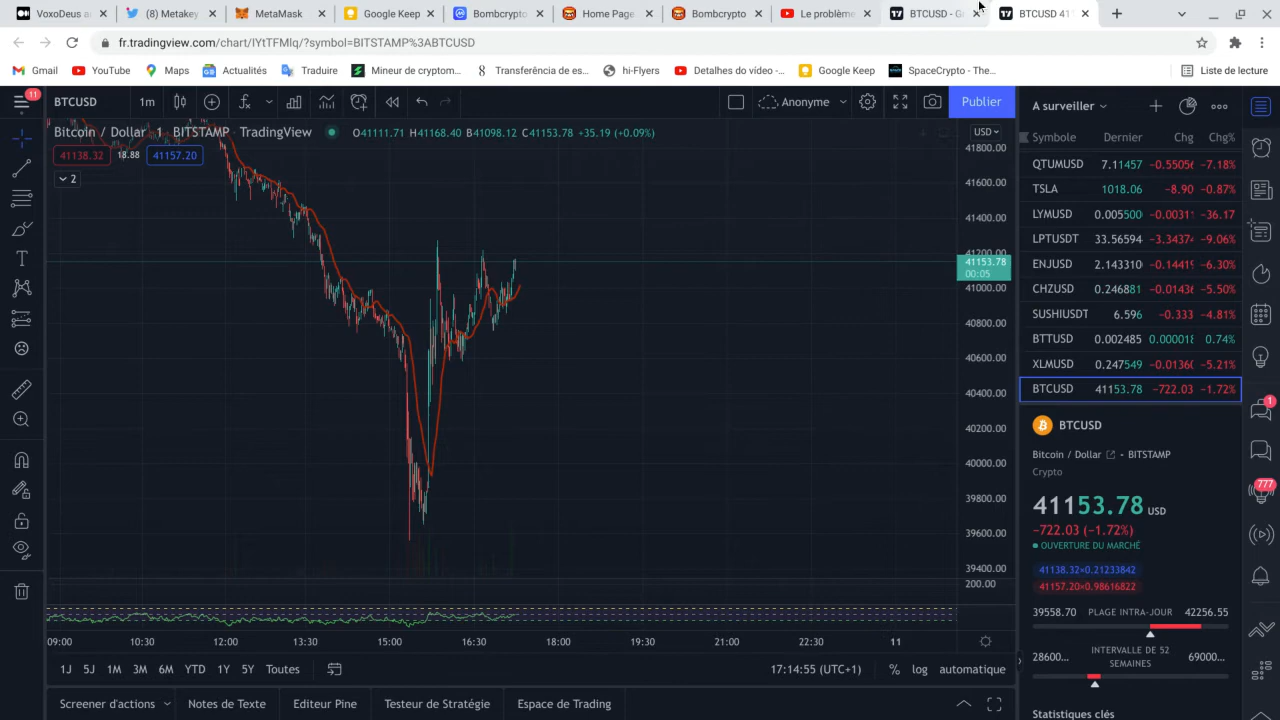 VoxoDeus an
(8) Metakey
MetaMask
Google Keep
Bombcrypto
Home Page
Bombcrypto
Le problème
BTCUSD - G
BTCUSD 411
fr.tradingview.com/chart/IYtTFMlq/?symbol=BITSTAMP%3ABTCUSD
Gmail YouTube Maps Actualités Traduire Mineur de cryptom... Transferência de es... hi-Flyers Detalhes do vídeo -... Google Keep SpaceCrypto - The... Liste de lecture
11 BTCUSD 1m Anonyme Publier
Bitcoin / Dollar 1 BITSTAMP TradingView O41111.71 H41168.40 B41098.12 C41153.78 +35.19 (+0.09%)
41138.32 18.88 41157.20
2
USD
41800.00
41600.00
41400.00
41200.00
41153.78
00:05
41000.00
40800.00
40600.00
40400.00
40200.00
40000.00
39800.00
39600.00
39400.00
200.00
09:00 10:30 12:00 13:30 15:00 16:30 18:00 19:30 21:00 22:30 11
1J 5J 1M 3M 6M YTD 1Y 5Y Toutes 17:14:55 (UTC+1) % log automatique
Screener d'actions Notes de Texte Editeur Pine Testeur de Stratégie Espace de Trading
A surveiller
Symbole Dernier Chg Chg%
QTUMUSD 7.11457 −0.55056 −7.18%
TSLA 1018.06 −8.90 −0.87%
LYMUSD 0.005500 −0.00311 −36.17
LPTUSDT 33.56594 −3.34374 −9.06%
ENJUSD 2.143310 −0.14419 −6.30%
CHZUSD 0.246881 −0.01436 −5.50%
SUSHIUSDT 6.596 −0.333 −4.81%
BTTUSD 0.002485 0.000018 0.74%
XLMUSD 0.247549 −0.01360 −5.21%
BTCUSD 41153.78 −722.03 −1.72%
BTCUSD
Bitcoin / Dollar - BITSTAMP
Crypto
41153.78 USD
−722.03 (−1.72%)
OUVERTURE DU MARCHÉ
41138.32×0.21233842
41157.20×0.98616822
39558.70 PLAGE INTRA-JOUR 42256.55
28600... INTERVALLE DE 52 SEMAINES 69000...
Statistiques clés
1
777